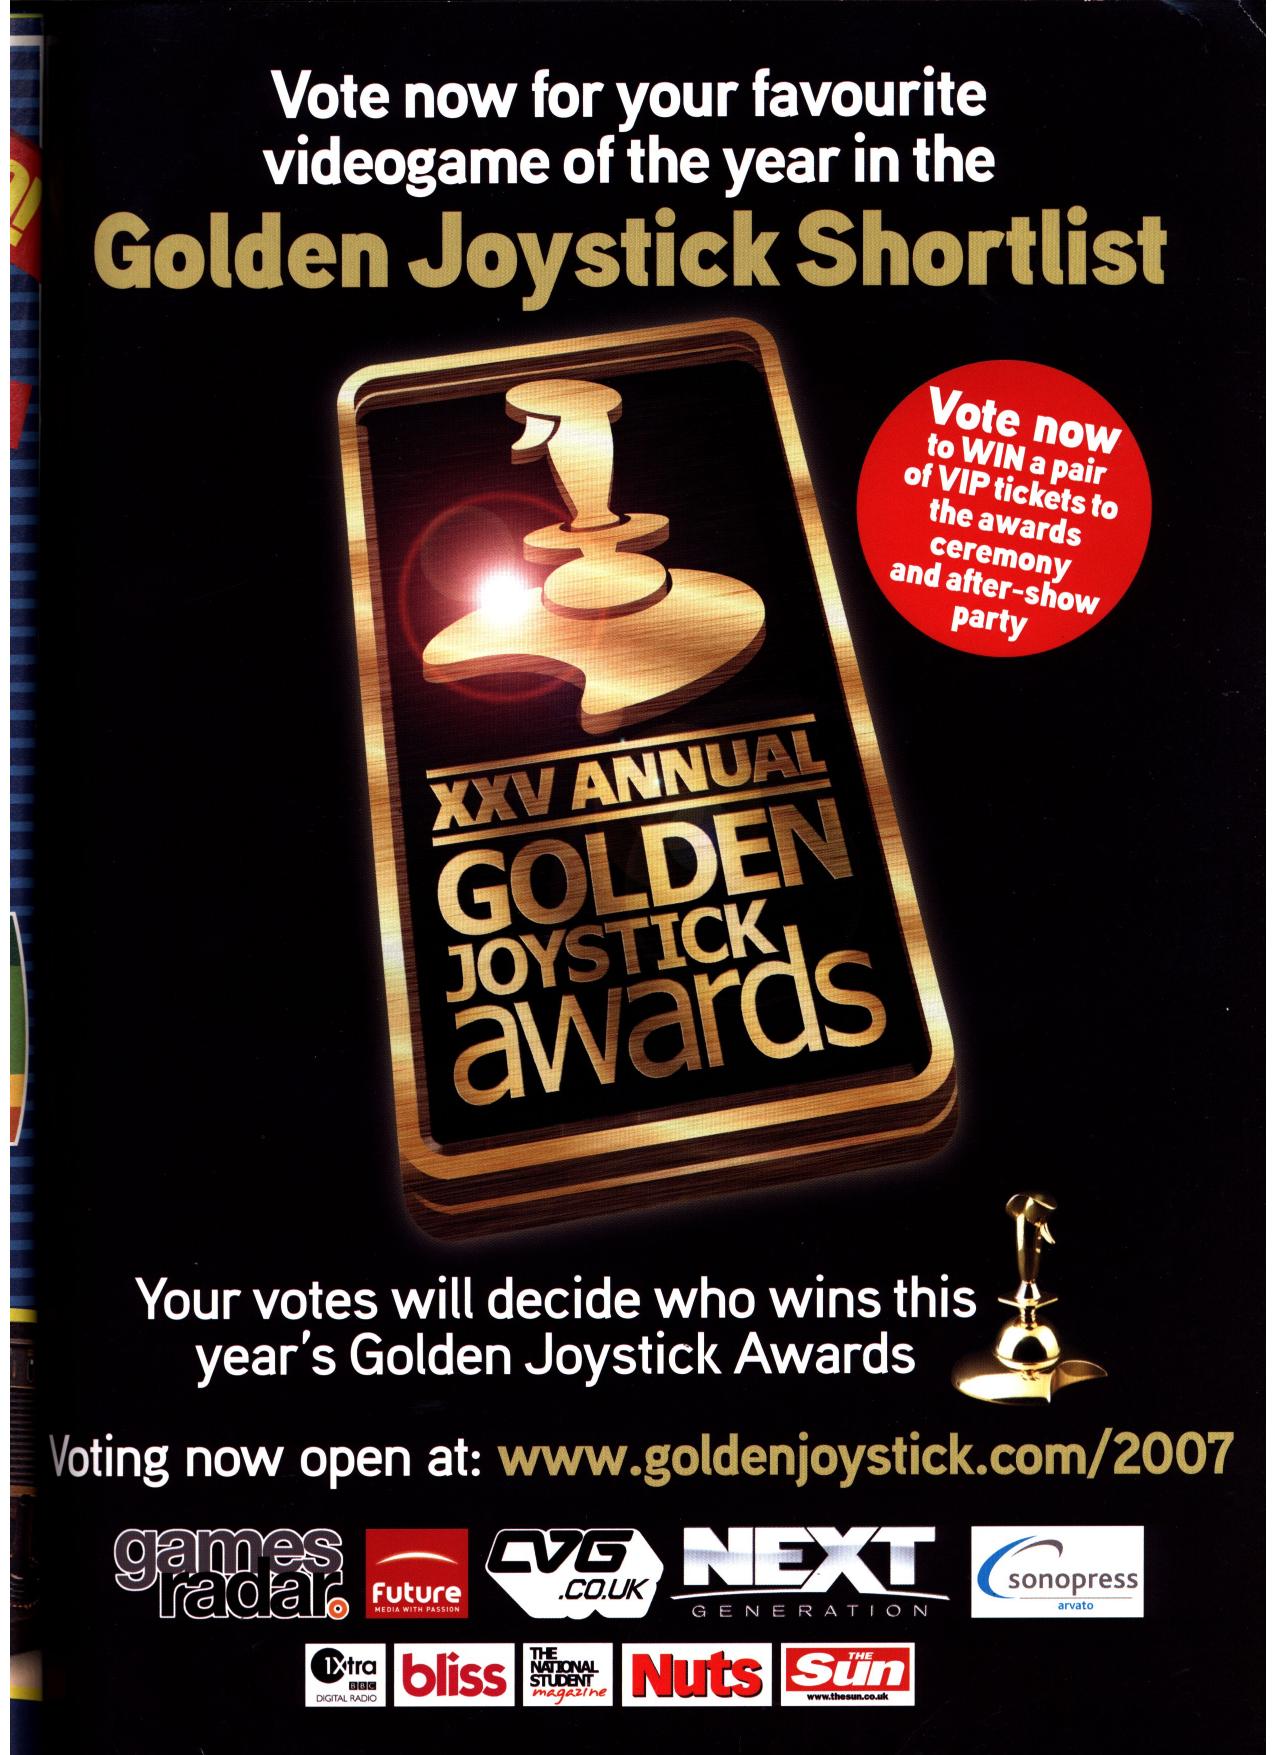 Vote now for your favourite
videogame of the year in the
Golden Joystick Shortlist
Vote now
to WIN a pair
of VIP tickets to
the awards
ceremony
and after-show
party
XXV ANNUAL
GOLDEN
JOYSTICK
awards
Your votes will decide who wins this
year's Golden Joystick Awards
Voting now open at: www.goldenjoystick.com/2007
games
radar
Future
MEDIA WITH PASSION
CVG
.CO.UK
NEXT
GENERATION
sonopress
arvato
1Xtra
BBC
DIGITAL RADIO
bliss
THE
NATIONAL
STUDENT
magazine
Nuts
THE
Sun
www.thesun.co.uk